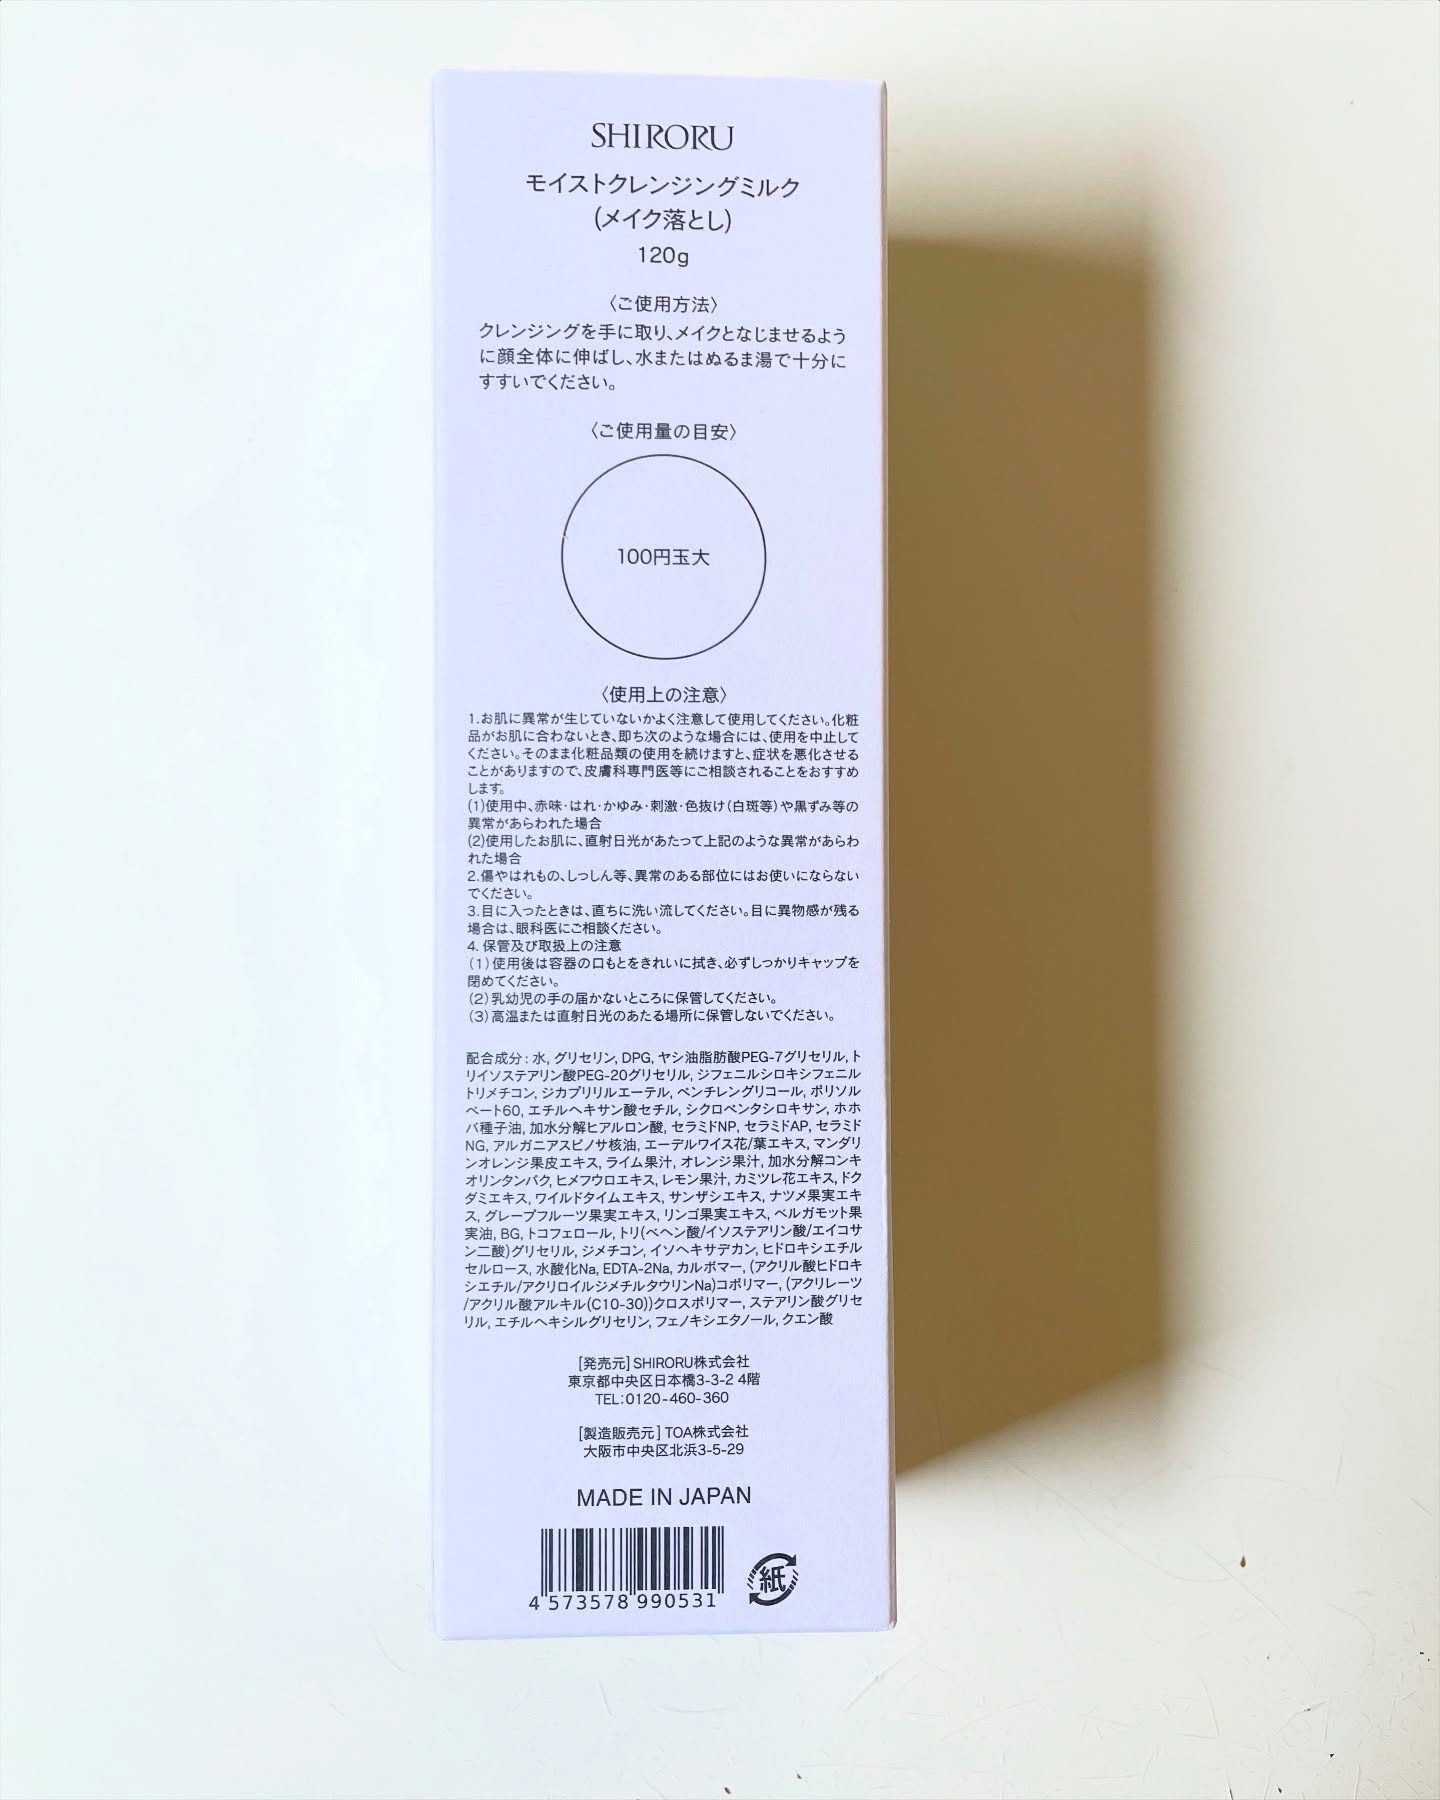 SHIRORU
モイストクレンジングミルク
(メイク落とし)
120g
〈ご使用方法〉
クレンジングを手に取り、メイクとなじませるよう
に顔全体に伸ばし、水またはぬるま湯で十分に
すすいでください。
〈ご使用量の目安〉
100円玉大
〈使用上の注意〉
1.お肌に異常が生じていないかよく注意して使用してください。化粧
品がお肌に合わないとき、即ち次のような場合には、使用を中止して
ください。そのまま化粧品類の使用を続けますと、症状を悪化させる
ことがありますので、皮膚科専門医等にご相談されることをおすすめ
します。
(1)使用中、赤味・はれ・かゆみ・刺激・色抜け(白斑等)や黒ずみ等の
異常があらわれた場合
(2)使用したお肌に、直射日光があたって上記のような異常があらわ
れた場合
2.傷やはれもの、しっしん等、異常のある部位にはお使いにならない
でください。
3.目に入ったときは、直ちに洗い流してください。目に異物感が残る
場合は、眼科医にご相談ください。
4. 保管及び取扱上の注意
(1)使用後は容器の口もとをきれいに拭き、必ずしっかりキャップを
閉めてください。
(2)乳幼児の手の届かないところに保管してください。
(3)高温または直射日光のあたる場所に保管しないでください。
配合成分: 水, グリセリン, DPG, ヤシ油脂肪酸PEG-7グリセリル, ト
リイソステアリン酸PEG-20グリセリル, ジフェニルシロキシフェニル
トリメチコン, ジカプリリルエーテル, ペンチレングリコール, ポリソル
ベート60, エチルヘキサン酸セチル, シクロペンタシロキサン, ホホ
バ種子油, 加水分解ヒアルロン酸, セラミドNP, セラミドAP, セラミド
NG, アルガニアスピノサ核油, エーデルワイス花/葉エキス, マンダリ
ンオレンジ果皮エキス, ライム果汁, オレンジ果汁, 加水分解コンキ
オリンタンパク, ヒメフウロエキス, レモン果汁, カミツレ花エキス, ドク
ダミエキス, ワイルドタイムエキス, サンザシエキス, ナツメ果実エキ
ス, グレープフルーツ果実エキス, リンゴ果実エキス, ベルガモット果
実油, BG, トコフェロール, トリ(ベヘン酸/イソステアリン酸/エイコサ
ン二酸)グリセリル, ジメチコン, イソヘキサデカン, ヒドロキシエチル
セルロース, 水酸化Na, EDTA-2Na, カルボマー, (アクリル酸ヒドロキ
シエチル/アクリロイルジメチルタウリンNa)コポリマー, (アクリレーツ
/アクリル酸アルキル(C10-30))クロスポリマー, ステアリン酸グリセ
リル, エチルヘキシルグリセリン, フェノキシエタノール, クエン酸
[発売元] SHIRORU株式会社
東京都中央区日本橋3-3-2 4階
TEL:0120-460-360
[製造販売元] TOA株式会社
大阪市中央区北浜3-5-29
MADE IN JAPAN
紙
4 573578 990531